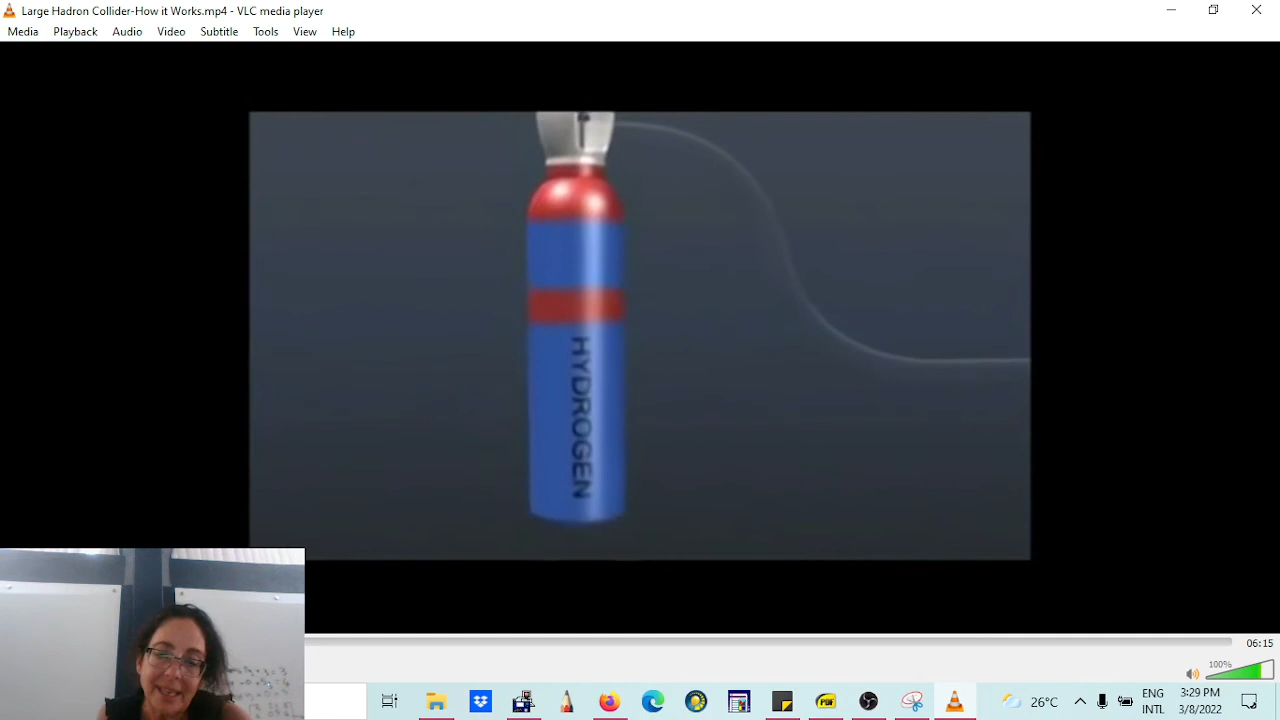 Large Hadron Collider-How it Works.mp4 - VLC media player
Media Playback Audio Video Subtitle Tools View Help
HYDROGEN
06:15
100%
PDF
26°C
ENG
INTL
3:29 PM
3/8/2022